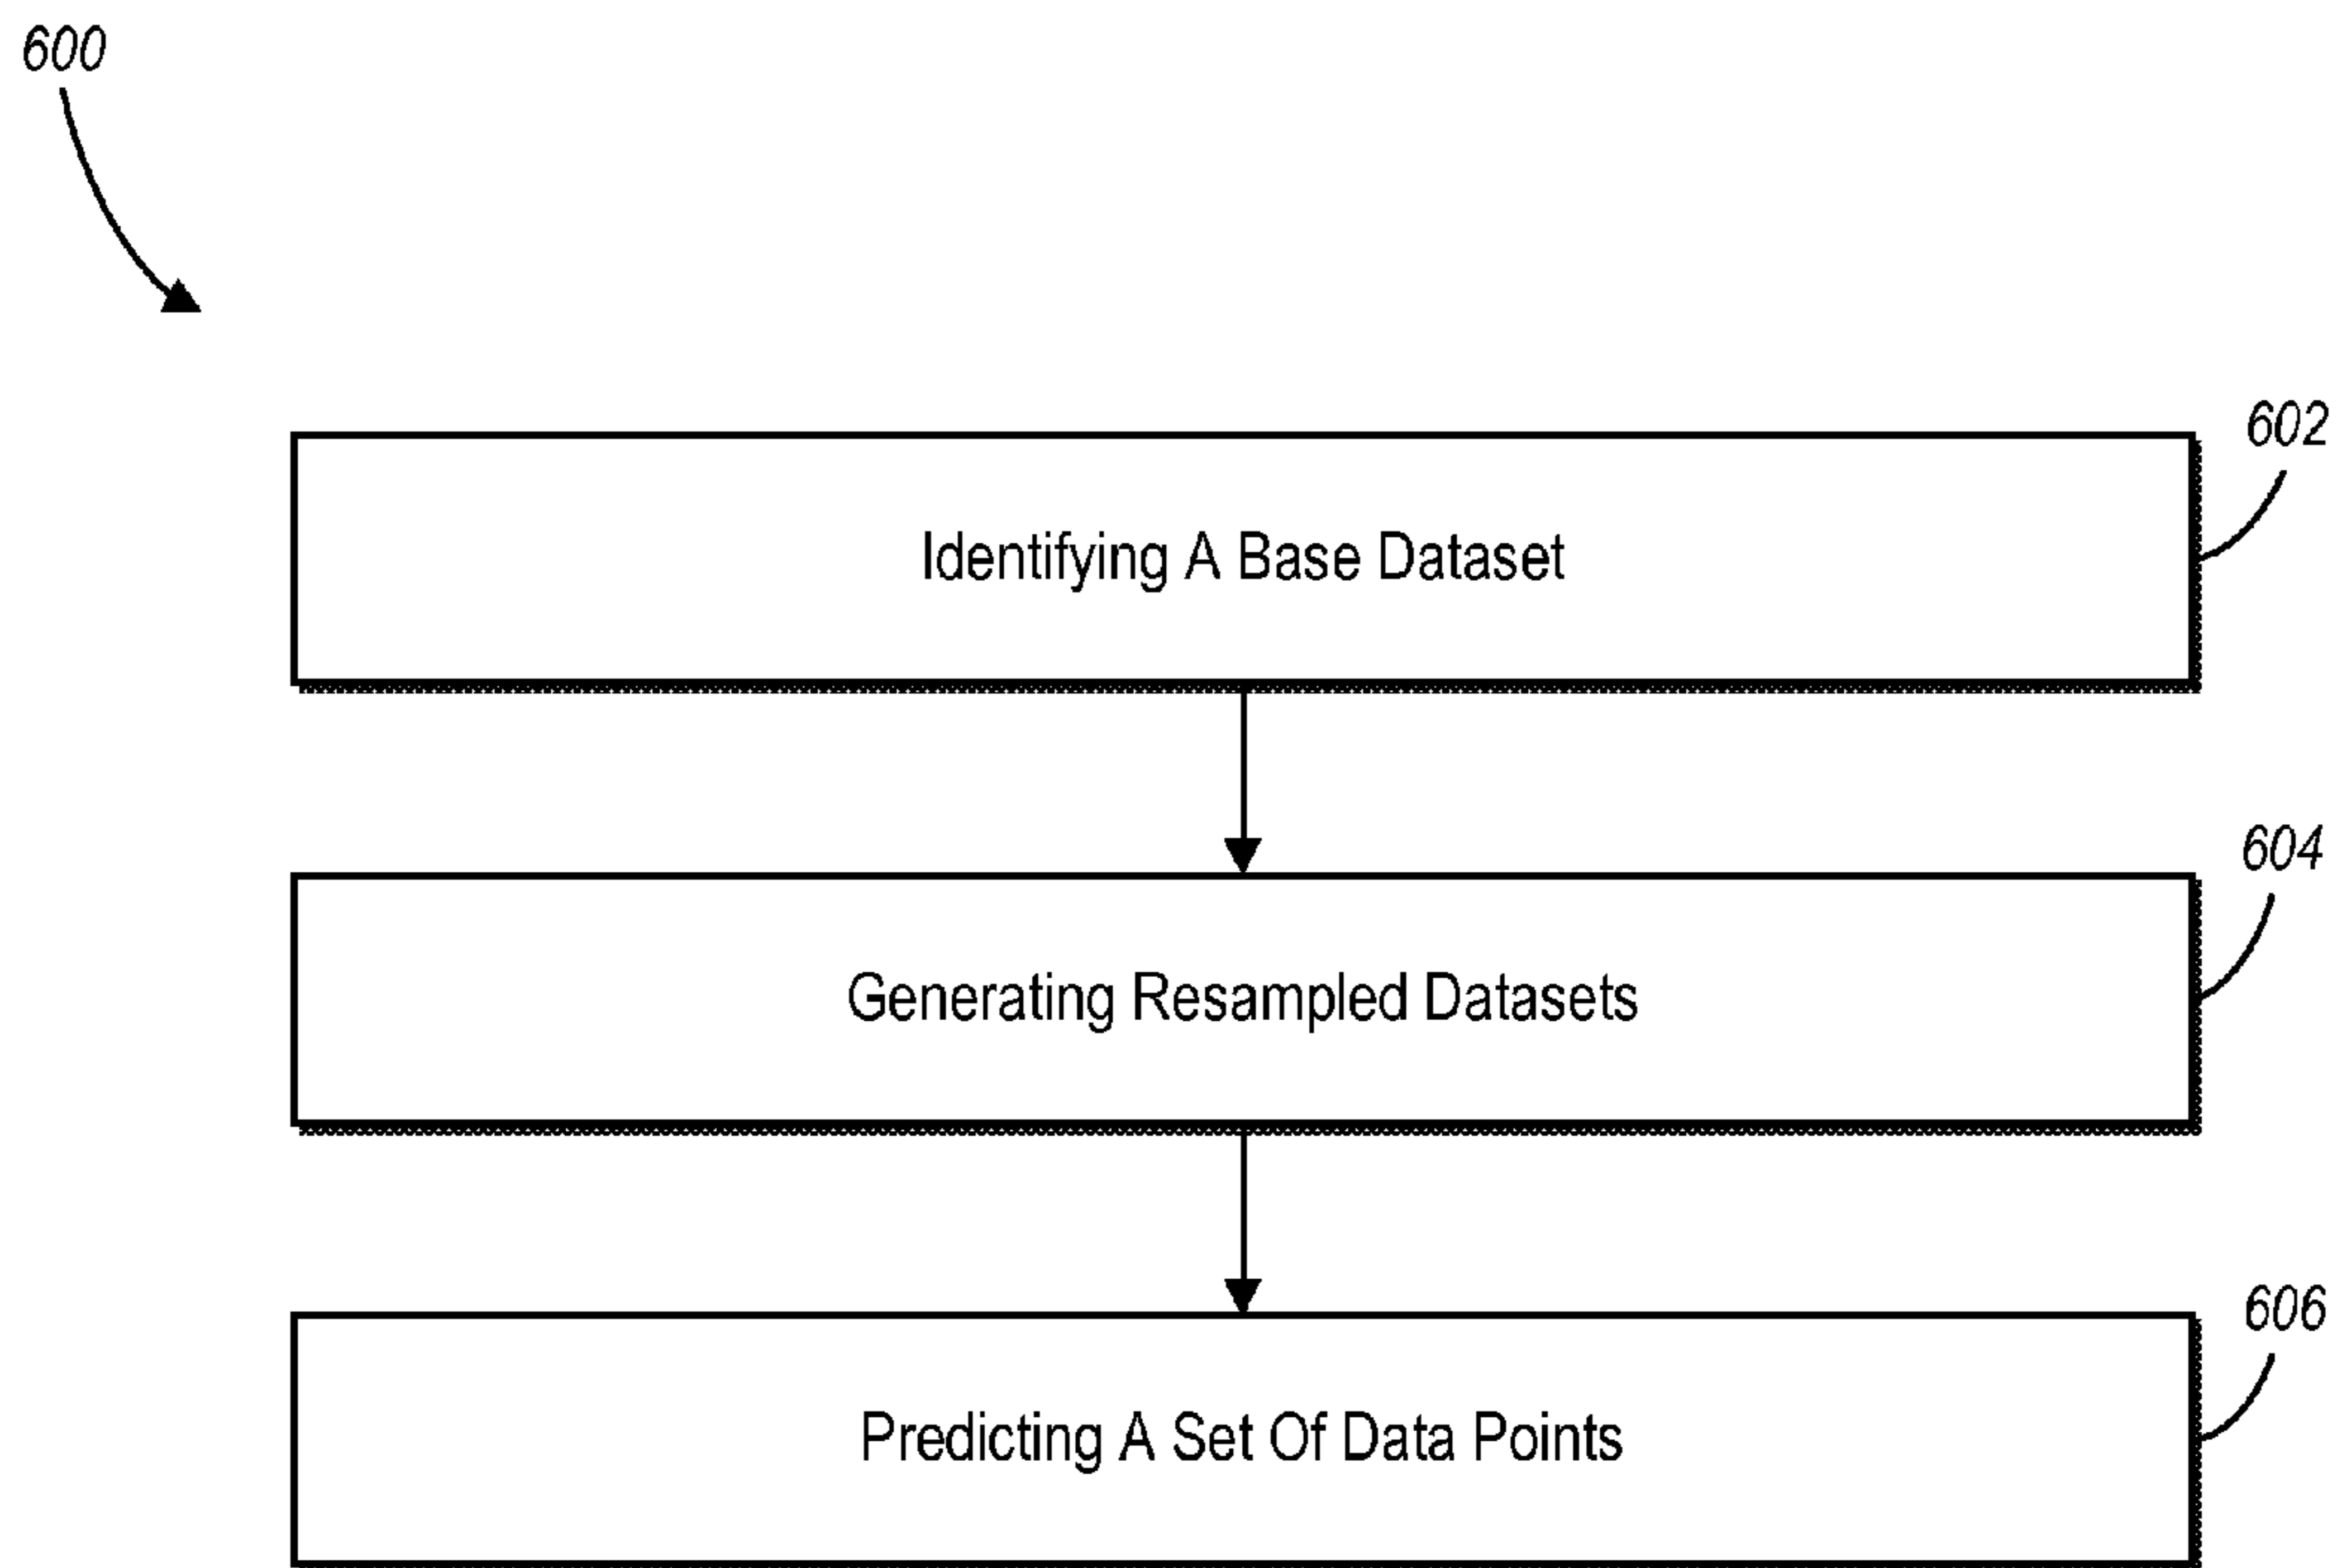 600
602
Identifying A Base Dataset
604
Generating Resampled Datasets
606
Predicting A Set Of Data Points